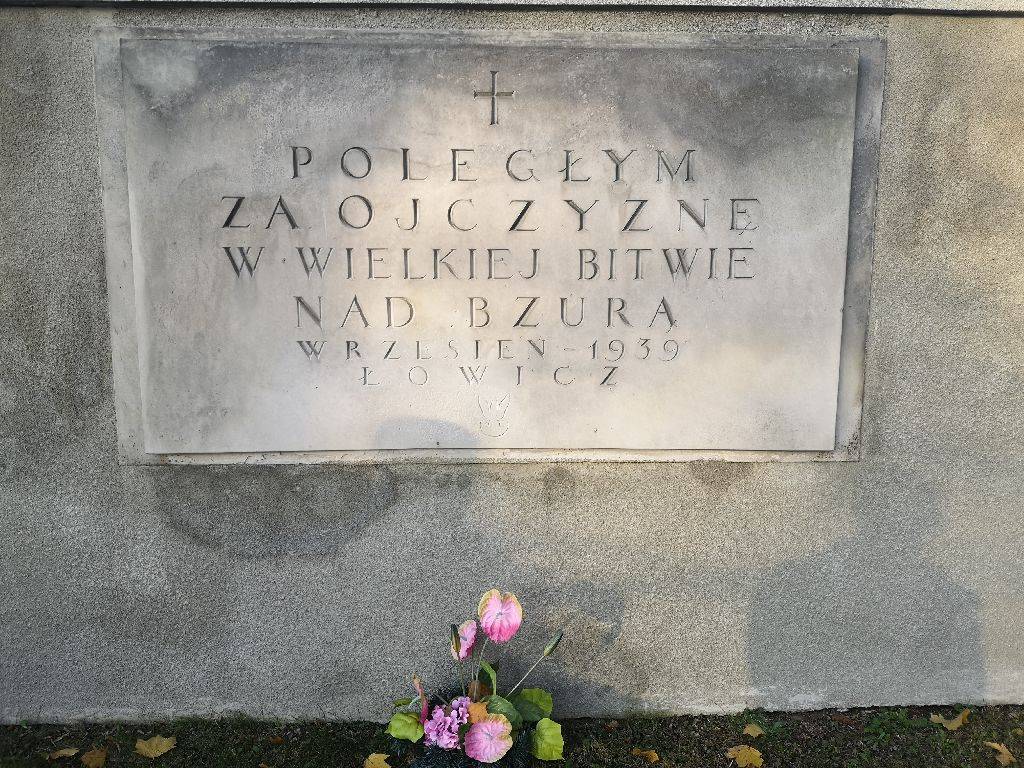 POLEGŁYM
ZA OJCZYZNĘ
W WIELKIEJ BITWIE
NAD BZURĄ
WRZESIEŃ - 1939
ŁOWICZ